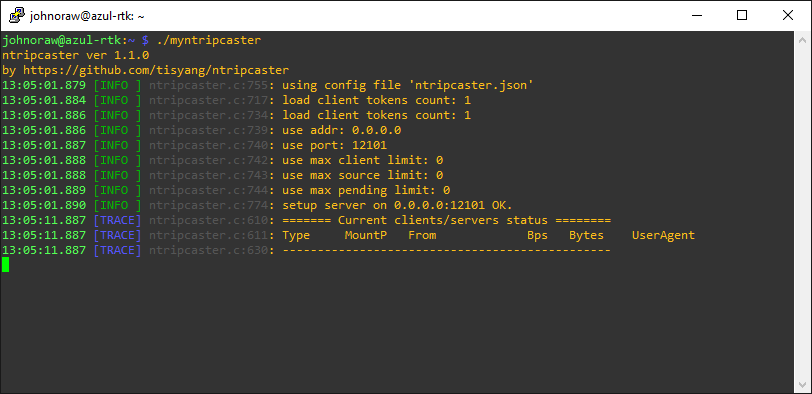 johnoraw@azul-rtk: ~
johnoraw@azul-rtk:~ $ ./myntripcaster
ntripcaster ver 1.1.0
by https://github.com/tisyang/ntripcaster
13:05:01.879 [INFO ] ntripcaster.c:755: using config file 'ntripcaster.json'
13:05:01.884 [INFO ] ntripcaster.c:717: load client tokens count: 1
13:05:01.886 [INFO ] ntripcaster.c:734: load client tokens count: 1
13:05:01.886 [INFO ] ntripcaster.c:739: use addr: 0.0.0.0
13:05:01.887 [INFO ] ntripcaster.c:740: use port: 12101
13:05:01.888 [INFO ] ntripcaster.c:742: use max client limit: 0
13:05:01.888 [INFO ] ntripcaster.c:743: use max source limit: 0
13:05:01.889 [INFO ] ntripcaster.c:744: use max pending limit: 0
13:05:01.890 [INFO ] ntripcaster.c:774: setup server on 0.0.0.0:12101 OK.
13:05:11.887 [TRACE] ntripcaster.c:610: ======= Current clients/servers status ========
13:05:11.887 [TRACE] ntripcaster.c:611: Type     MountP   From             Bps   Bytes    UserAgent
13:05:11.887 [TRACE] ntripcaster.c:630: -----------------------------------------------